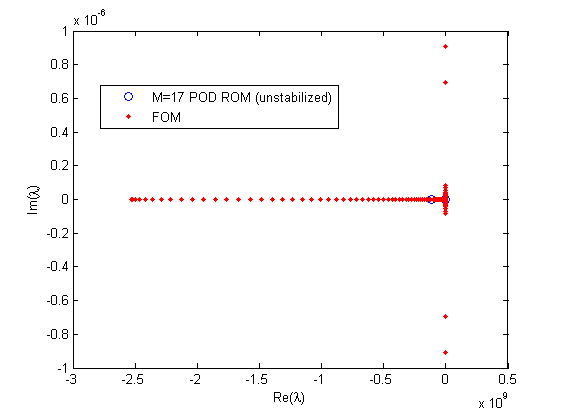 x 10^-6
1
0.8
0.6
0.4
0.2
0
-0.2
-0.4
-0.6
-0.8
-1
Im(λ)
M=17 POD ROM (unstabilized)
FOM
-3 -2.5 -2 -1.5 -1 -0.5 0 0.5
Re(λ)
x 10^9